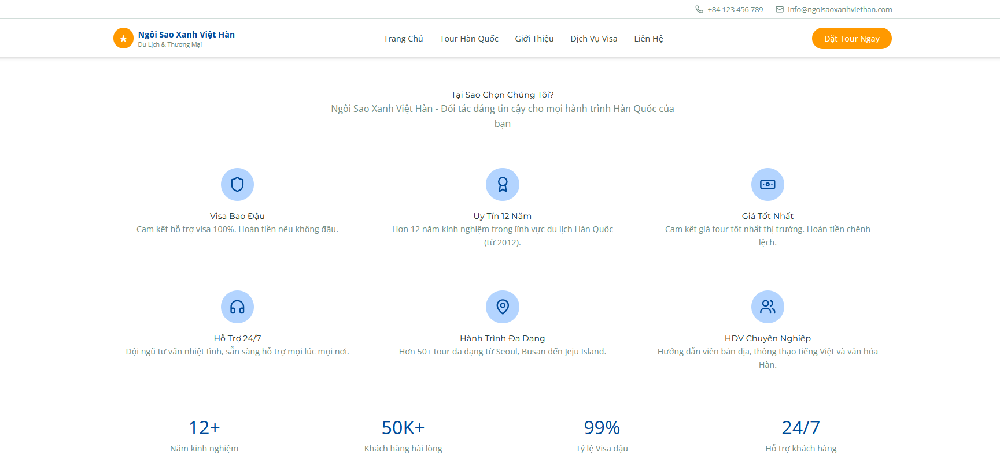 +84 123 456 789 info@ngoisaoxanhviethan.com
Ngôi Sao Xanh Việt Hàn
Du Lịch & Thương Mại
Trang Chủ Tour Hàn Quốc Giới Thiệu Dịch Vụ Visa Liên Hệ
Đặt Tour Ngay
Tại Sao Chọn Chúng Tôi?
Ngôi Sao Xanh Việt Hàn - Đối tác đáng tin cậy cho mọi hành trình Hàn Quốc của
bạn
Visa Bao Đậu
Cam kết hỗ trợ visa 100%. Hoàn tiền nếu không đậu.
Uy Tín 12 Năm
Hơn 12 năm kinh nghiệm trong lĩnh vực du lịch Hàn Quốc
(từ 2012).
Giá Tốt Nhất
Cam kết giá tour tốt nhất thị trường. Hoàn tiền chênh
lệch.
Hỗ Trợ 24/7
Đội ngũ tư vấn nhiệt tình, sẵn sàng hỗ trợ mọi lúc mọi nơi.
Hành Trình Đa Dạng
Hơn 50+ tour đa dạng từ Seoul, Busan đến Jeju Island.
HDV Chuyên Nghiệp
Hướng dẫn viên bản địa, thông thạo tiếng Việt và văn hóa
Hàn.
12+
Năm kinh nghiệm
50K+
Khách hàng hài lòng
99%
Tỷ lệ Visa đậu
24/7
Hỗ trợ khách hàng